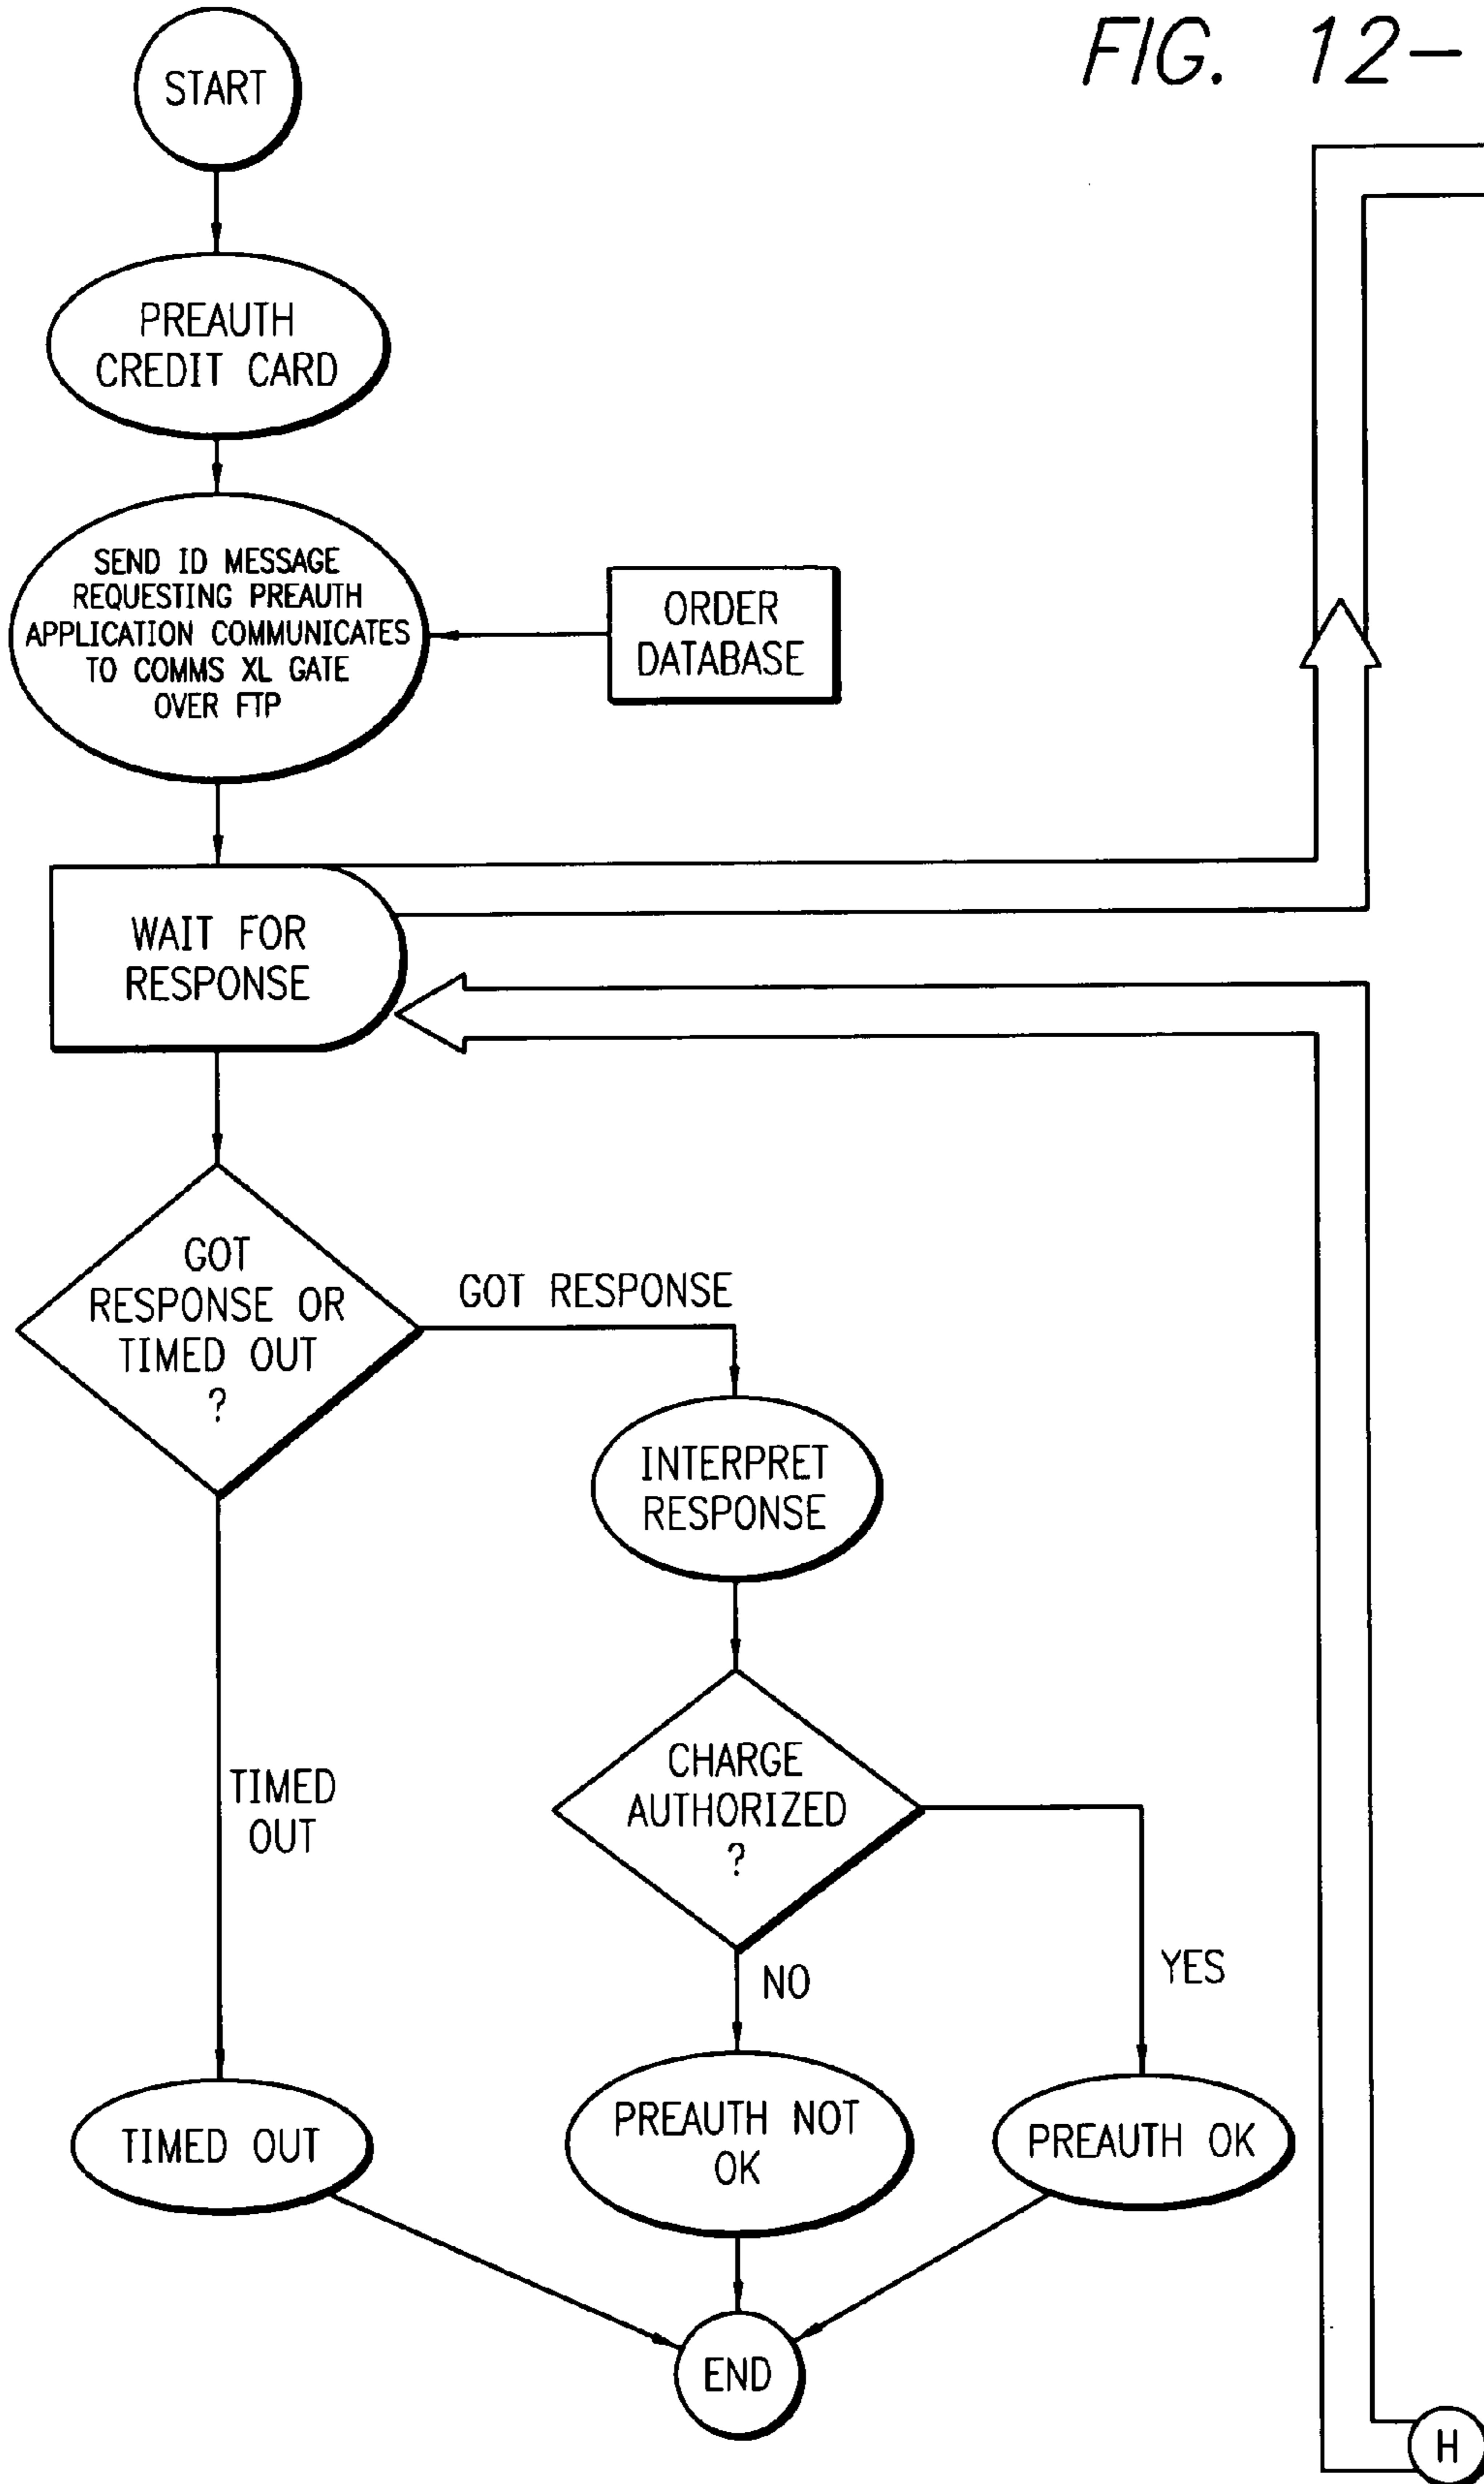 FIG. 12-
START
PREAUTH
CREDIT CARD
SEND ID MESSAGE
REQUESTING PREAUTH
APPLICATION COMMUNICATES
TO COMMS XL GATE
OVER FTP
ORDER
DATABASE
WAIT FOR
RESPONSE
GOT
RESPONSE OR
TIMED OUT
?
GOT RESPONSE
INTERPRET
RESPONSE
TIMED
OUT
CHARGE
AUTHORIZED
?
NO
YES
TIMED OUT
PREAUTH NOT
OK
PREAUTH OK
END
H